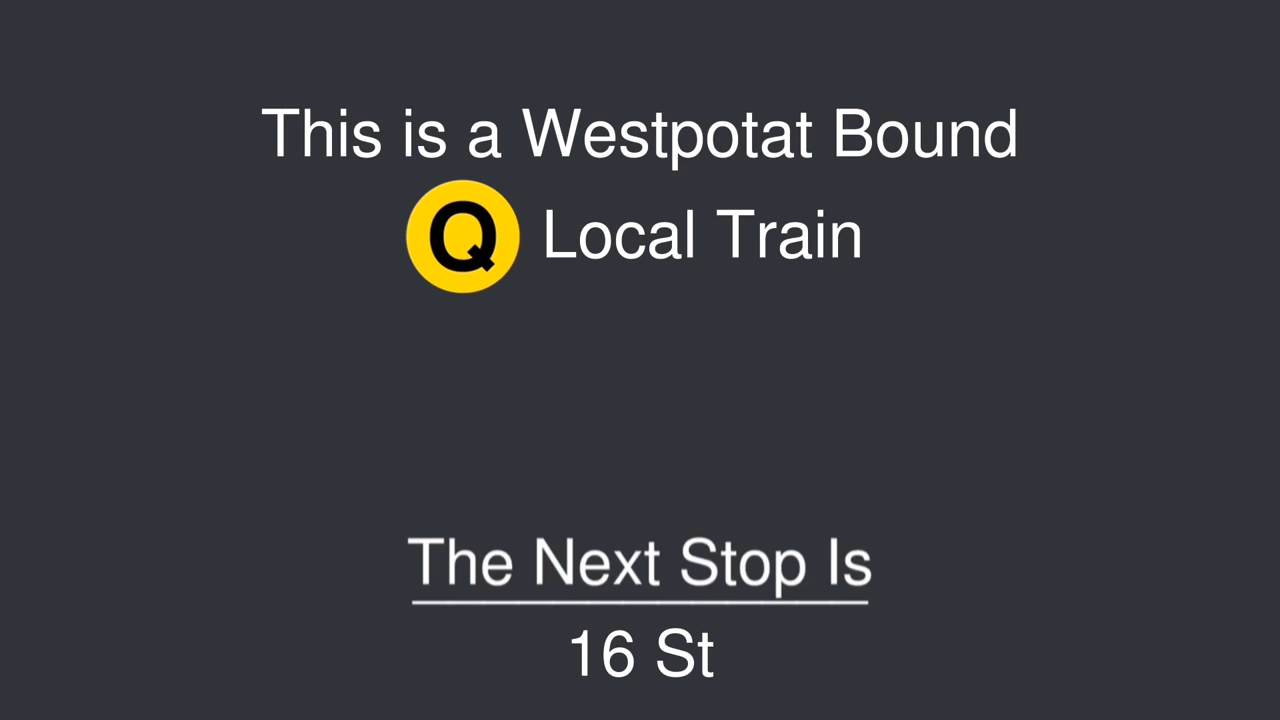 This is a Westpotat Bound
Q Local Train
The Next Stop Is
16 St